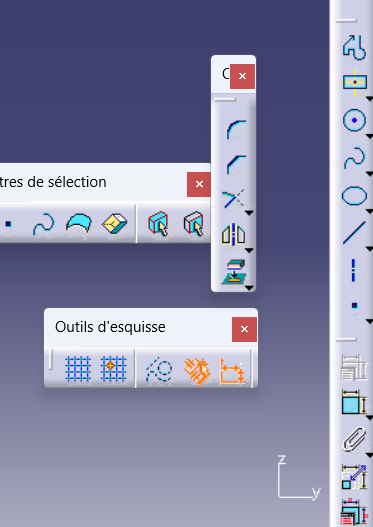 C
tres de sélection
Outils d'esquisse
z
y